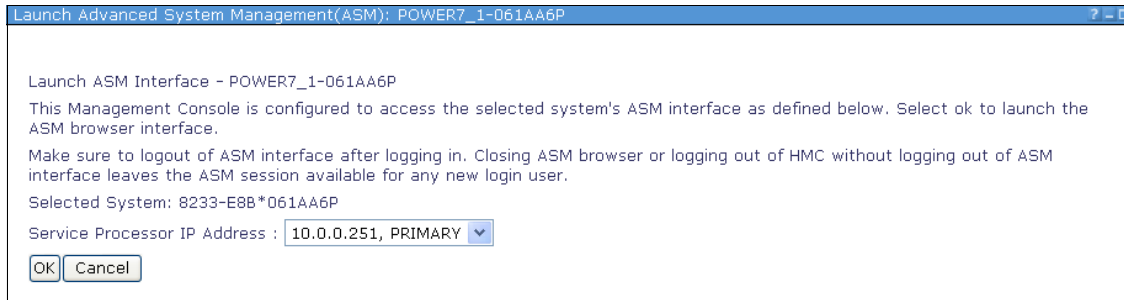 Launch Advanced System Management(ASM): POWER7_1-061AA6P ? –
Launch ASM Interface - POWER7_1-061AA6P
This Management Console is configured to access the selected system's ASM interface as defined below. Select ok to launch the
ASM browser interface.
Make sure to logout of ASM interface after logging in. Closing ASM browser or logging out of HMC without logging out of ASM
interface leaves the ASM session available for any new login user.
Selected System: 8233-E8B*061AA6P
Service Processor IP Address : 10.0.0.251, PRIMARY
OK Cancel